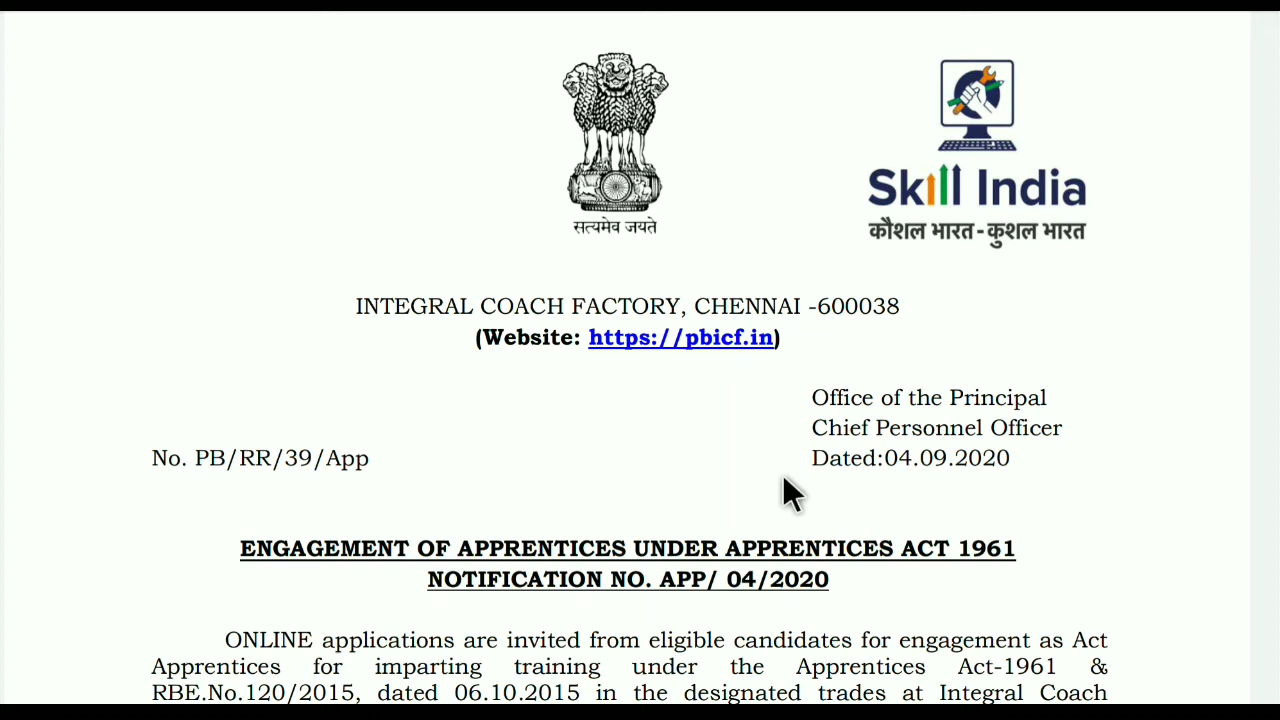 सत्यमेव जयते
Skill India
कौशल भारत - कुशल भारत
INTEGRAL COACH FACTORY, CHENNAI -600038
(Website: https://pbicf.in)
Office of the Principal
Chief Personnel Officer
No. PB/RR/39/App Dated:04.09.2020
ENGAGEMENT OF APPRENTICES UNDER APPRENTICES ACT 1961
NOTIFICATION NO. APP/ 04/2020
ONLINE applications are invited from eligible candidates for engagement as Act
Apprentices for imparting training under the Apprentices Act-1961 &
RBE.No.120/2015, dated 06.10.2015 in the designated trades at Integral Coach